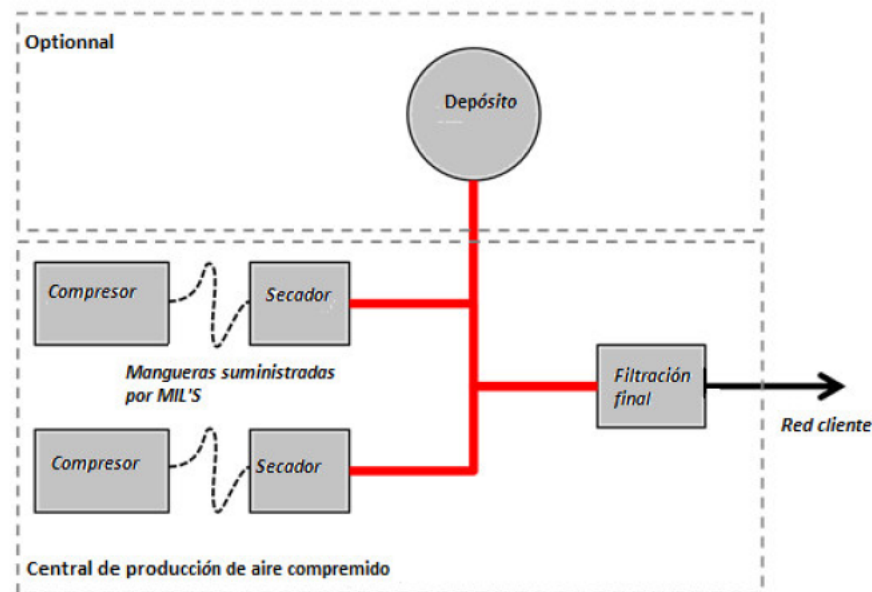 Optionnal
Depósito
Compresor
Secador
Mangueras suministradas
por MIL'S
Filtración
final
Red cliente
Compresor
Secador
Central de producción de aire compremido